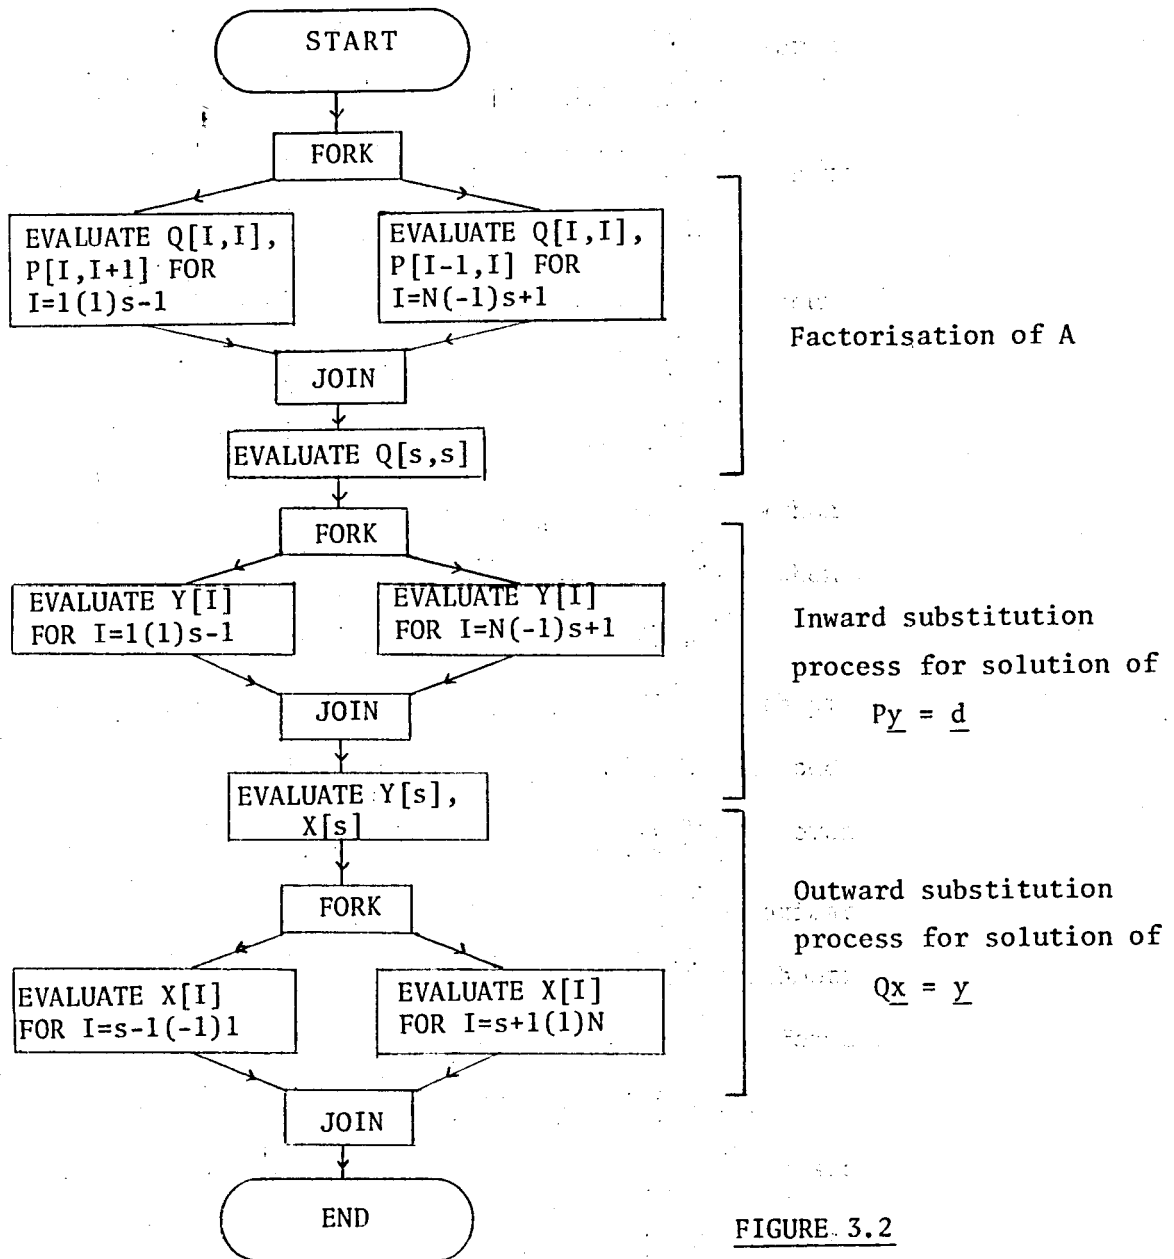 START
FORK
EVALUATE Q[I,I],
P[I,I+1] FOR
I=1(1)s-1
EVALUATE Q[I,I],
P[I-1,I] FOR
I=N(-1)s+1
Factorisation of A
JOIN
EVALUATE Q[s,s]
FORK
EVALUATE Y[I]
FOR I=1(1)s-1
EVALUATE Y[I]
FOR I=N(-1)s+1
Inward substitution
process for solution of
Py = d
JOIN
EVALUATE Y[s],
X[s]
FORK
Outward substitution
process for solution of
Qx = y
EVALUATE X[I]
FOR I=s-1(-1)1
EVALUATE X[I]
FOR I=s+1(1)N
JOIN
END
FIGURE 3.2